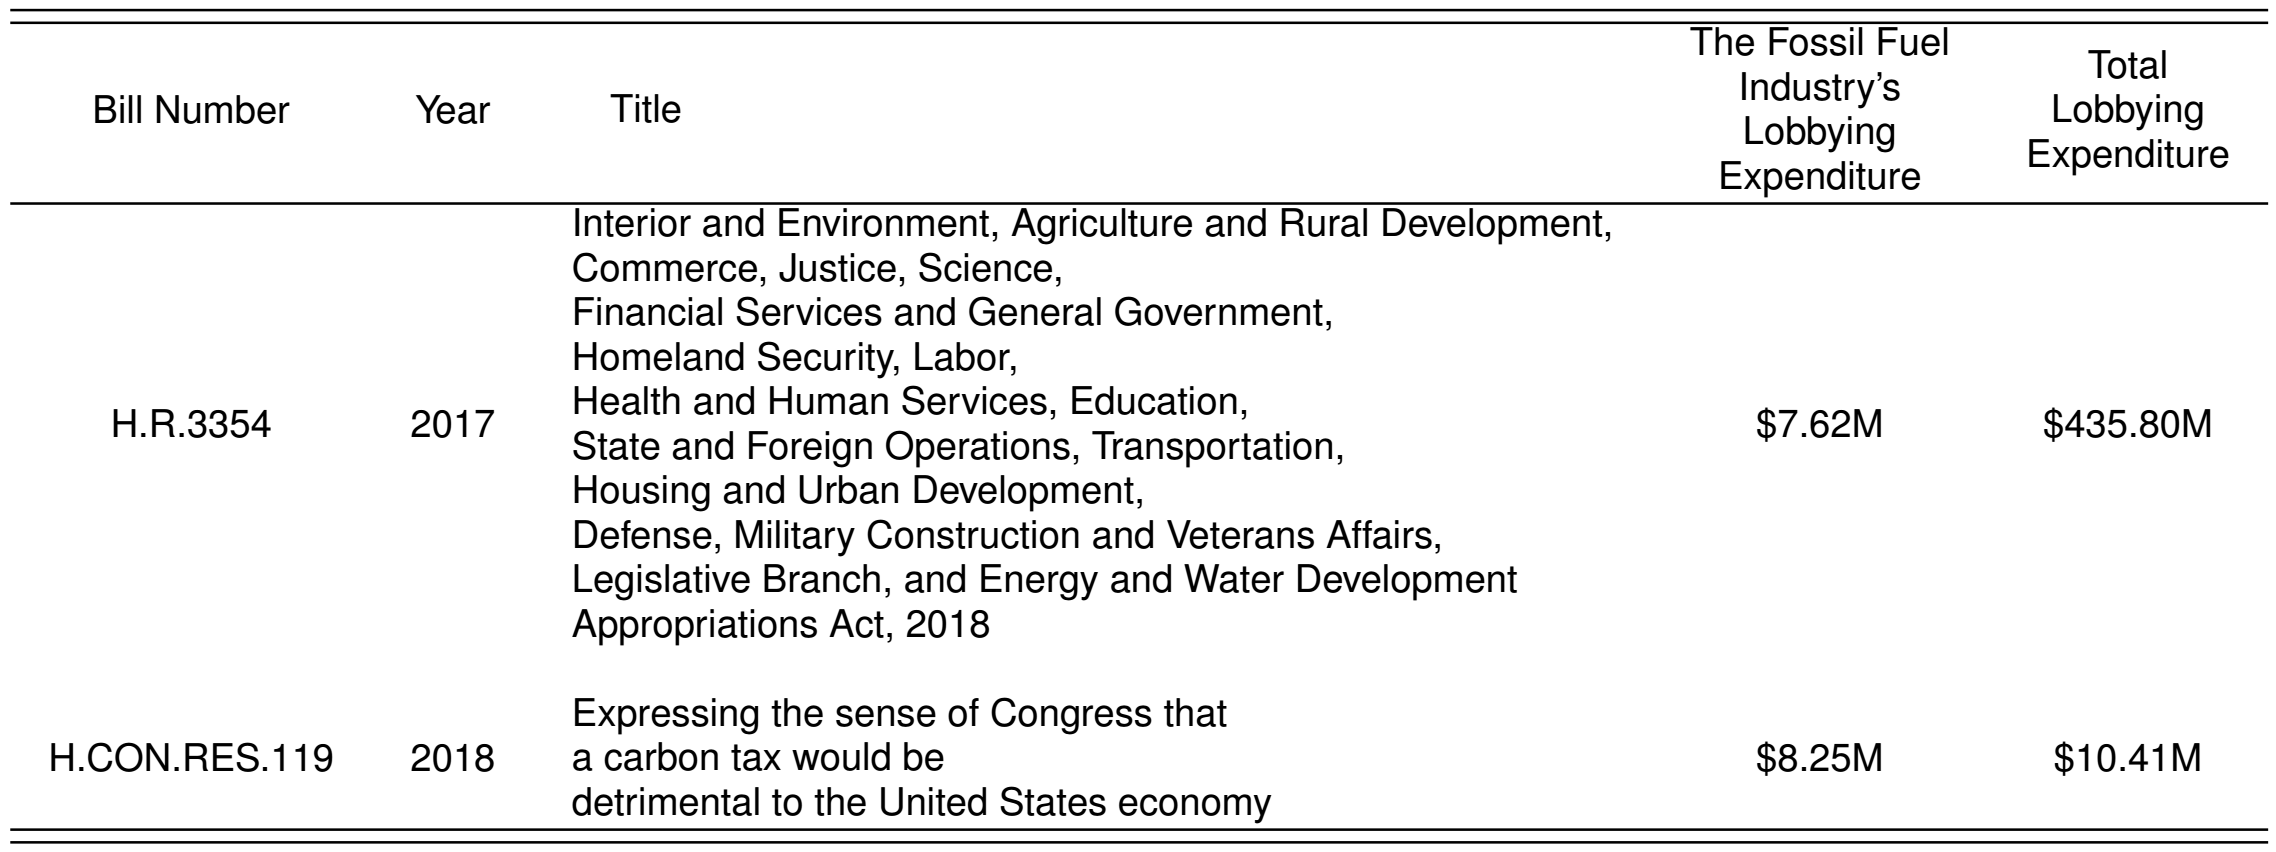 Bill Number
Year
Title
The Fossil Fuel
Industry’s
Lobbying
Expenditure
Total
Lobbying
Expenditure
H.R.3354
2017
Interior and Environment, Agriculture and Rural Development,
Commerce, Justice, Science,
Financial Services and General Government,
Homeland Security, Labor,
Health and Human Services, Education,
State and Foreign Operations, Transportation,
Housing and Urban Development,
Defense, Military Construction and Veterans Affairs,
Legislative Branch, and Energy and Water Development
Appropriations Act, 2018
$7.62M
$435.80M
H.CON.RES.119
2018
Expressing the sense of Congress that
a carbon tax would be
detrimental to the United States economy
$8.25M
$10.41M